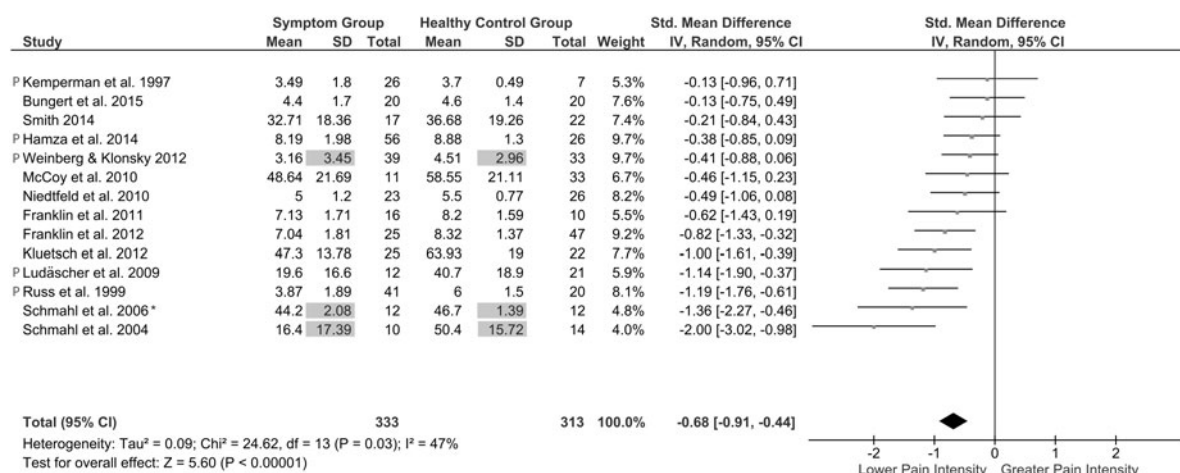 Symptom Group Healthy Control Group Std. Mean Difference Std. Mean Difference
Study Mean SD Total Mean SD Total Weight IV, Random, 95% CI IV, Random, 95% CI
P Kemperman et al. 1997 3.49 1.8 26 3.7 0.49 7 5.3% -0.13 [-0.96, 0.71]
Bungert et al. 2015 4.4 1.7 20 4.6 1.4 20 7.6% -0.13 [-0.75, 0.49]
Smith 2014 32.71 18.36 17 36.68 19.26 22 7.4% -0.21 [-0.84, 0.43]
P Hamza et al. 2014 8.19 1.98 56 8.88 1.3 26 9.7% -0.38 [-0.85, 0.09]
P Weinberg & Klonsky 2012 3.16 3.45 39 4.51 2.96 33 9.7% -0.41 [-0.88, 0.06]
McCoy et al. 2010 48.64 21.69 11 58.55 21.11 33 6.7% -0.46 [-1.15, 0.23]
Niedtfeld et al. 2010 5 1.2 23 5.5 0.77 26 8.2% -0.49 [-1.06, 0.08]
Franklin et al. 2011 7.13 1.71 16 8.2 1.59 10 5.5% -0.62 [-1.43, 0.19]
Franklin et al. 2012 7.04 1.81 25 8.32 1.37 47 9.2% -0.82 [-1.33, -0.32]
Kluetsch et al. 2012 47.3 13.78 25 63.93 19 22 7.7% -1.00 [-1.61, -0.39]
P Ludäscher et al. 2009 19.6 16.6 12 40.7 18.9 21 5.9% -1.14 [-1.90, -0.37]
P Russ et al. 1999 3.87 1.89 41 6 1.5 20 8.1% -1.19 [-1.76, -0.61]
Schmahl et al. 2006* 44.2 2.08 12 46.7 1.39 12 4.8% -1.36 [-2.27, -0.46]
Schmahl et al. 2004 16.4 17.39 10 50.4 15.72 14 4.0% -2.00 [-3.02, -0.98]
Total (95% CI) 333 313 100.0% -0.68 [-0.91, -0.44]
Heterogeneity: Tau² = 0.09; Chi² = 24.62, df = 13 (P = 0.03); I² = 47%
Test for overall effect: Z = 5.60 (P < 0.00001)
-2 -1 0 1 2
Lower Pain Intensity Greater Pain Intensity